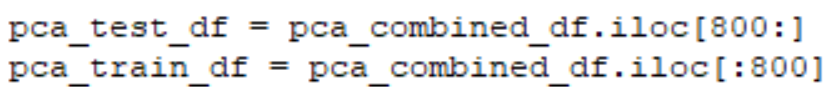 pca_test_df = pca_combined_df.iloc[800:]
pca_train_df = pca_combined_df.iloc[:800]